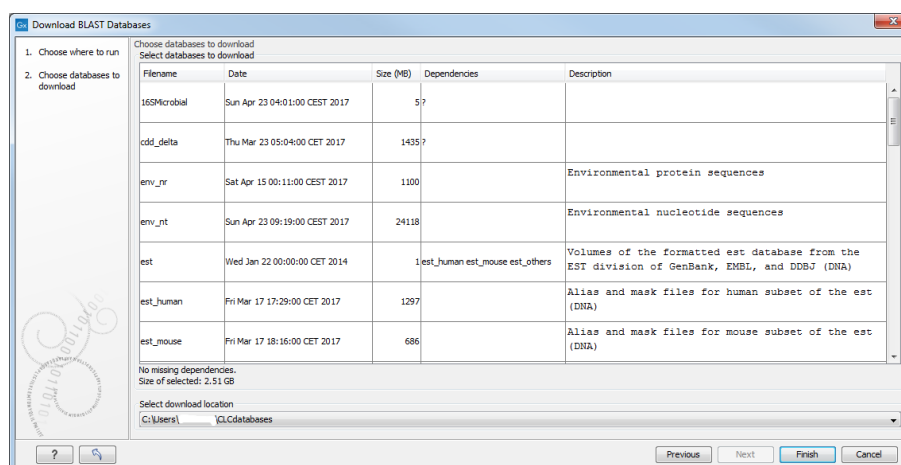 Gx Download BLAST Databases
x
1. Choose where to run
2. Choose databases to
download
Choose databases to download
Select databases to download
Filename Date Size (MB) Dependencies Description
16SMicrobial Sun Apr 23 04:01:00 CEST 2017 5 ?
cdd_delta Thu Mar 23 05:04:00 CET 2017 1435 ?
env_nr Sat Apr 15 00:11:00 CEST 2017 1100 Environmental protein sequences
env_nt Sun Apr 23 09:19:00 CEST 2017 24118 Environmental nucleotide sequences
est Wed Jan 22 00:00:00 CET 2014 1 est_human est_mouse est_others Volumes of the formatted est database from the
EST division of GenBank, EMBL, and DDBJ (DNA)
est_human Fri Mar 17 17:29:00 CET 2017 1297 Alias and mask files for human subset of the est
(DNA)
est_mouse Fri Mar 17 18:16:00 CET 2017 686 Alias and mask files for mouse subset of the est
(DNA)
No missing dependencies.
Size of selected: 2.51 GB
Select download location
C:\Users\ \CLCdatabases
? Previous Next Finish Cancel